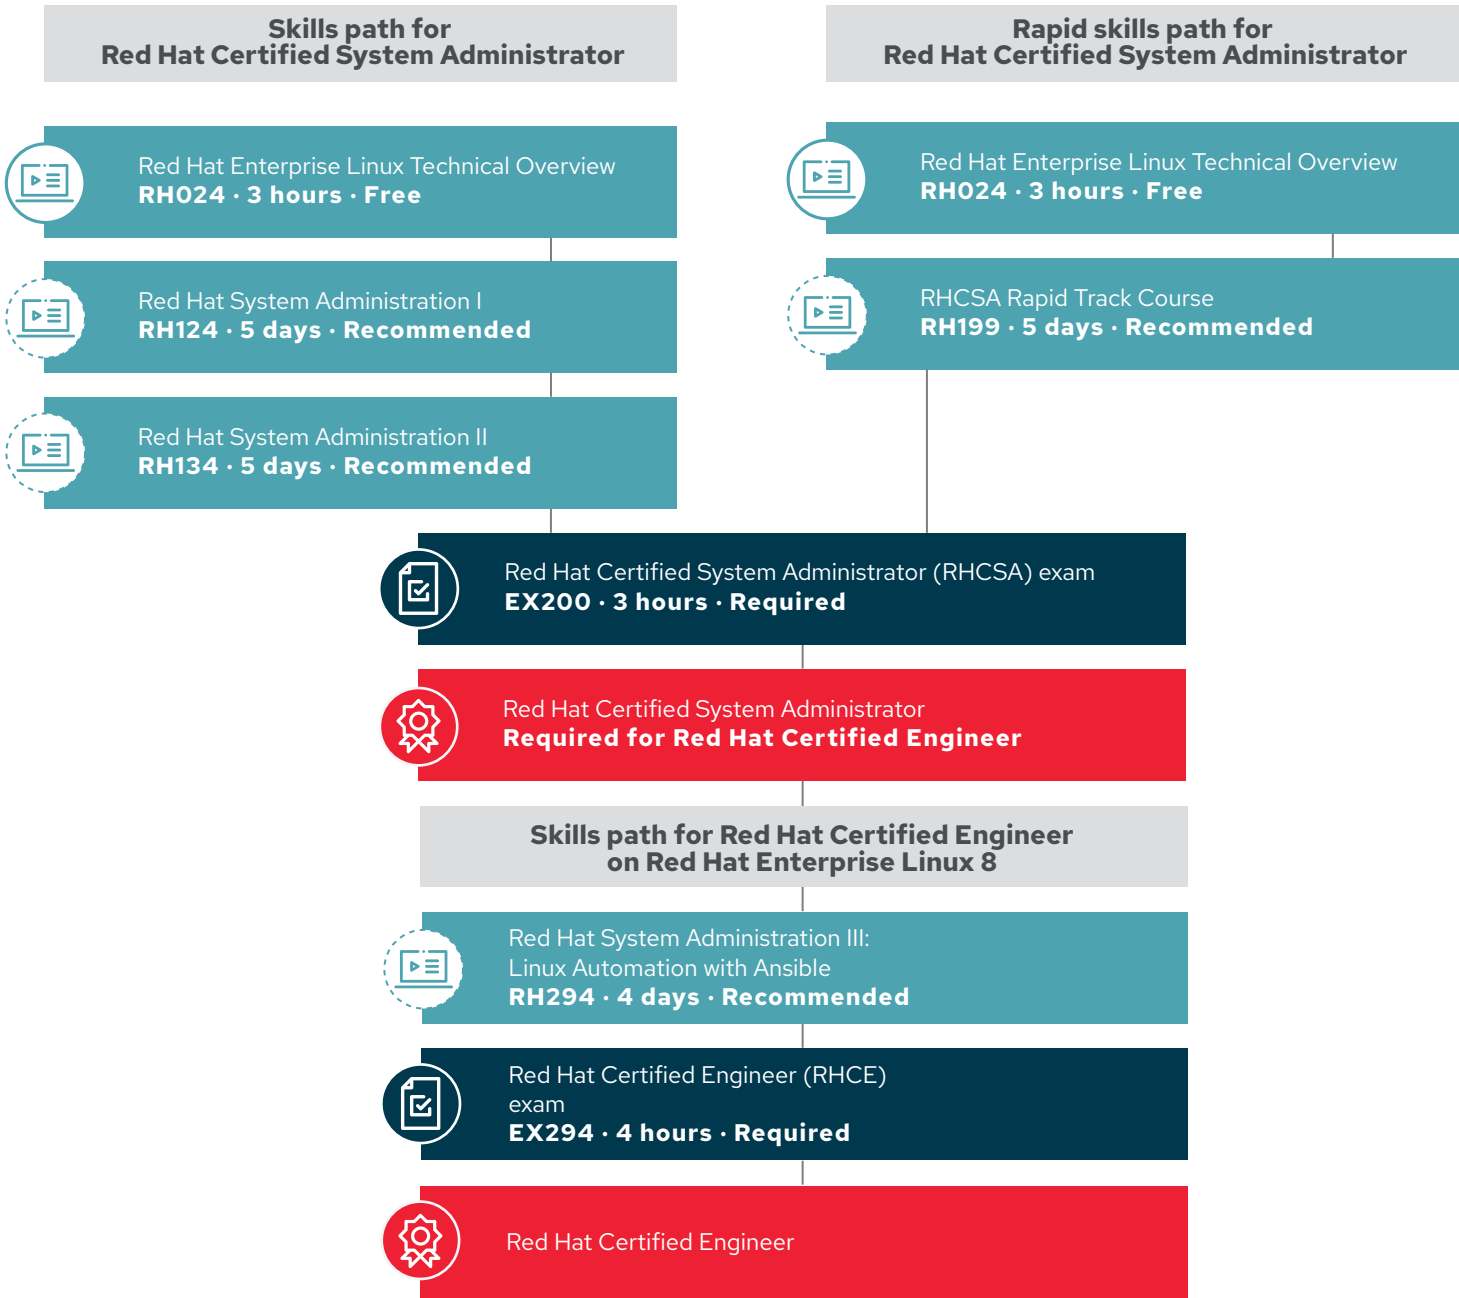 Skills path for
Red Hat Certified System Administrator
Red Hat Enterprise Linux Technical Overview
RH024 · 3 hours · Free
Red Hat System Administration I
RH124 · 5 days · Recommended
Red Hat System Administration II
RH134 · 5 days · Recommended
Rapid skills path for
Red Hat Certified System Administrator
Red Hat Enterprise Linux Technical Overview
RH024 · 3 hours · Free
RHCSA Rapid Track Course
RH199 · 5 days · Recommended
Red Hat Certified System Administrator (RHCSA) exam
EX200 · 3 hours · Required
Red Hat Certified System Administrator
Required for Red Hat Certified Engineer
Skills path for Red Hat Certified Engineer
on Red Hat Enterprise Linux 8
Red Hat System Administration III:
Linux Automation with Ansible
RH294 · 4 days · Recommended
Red Hat Certified Engineer (RHCE)
exam
EX294 · 4 hours · Required
Red Hat Certified Engineer